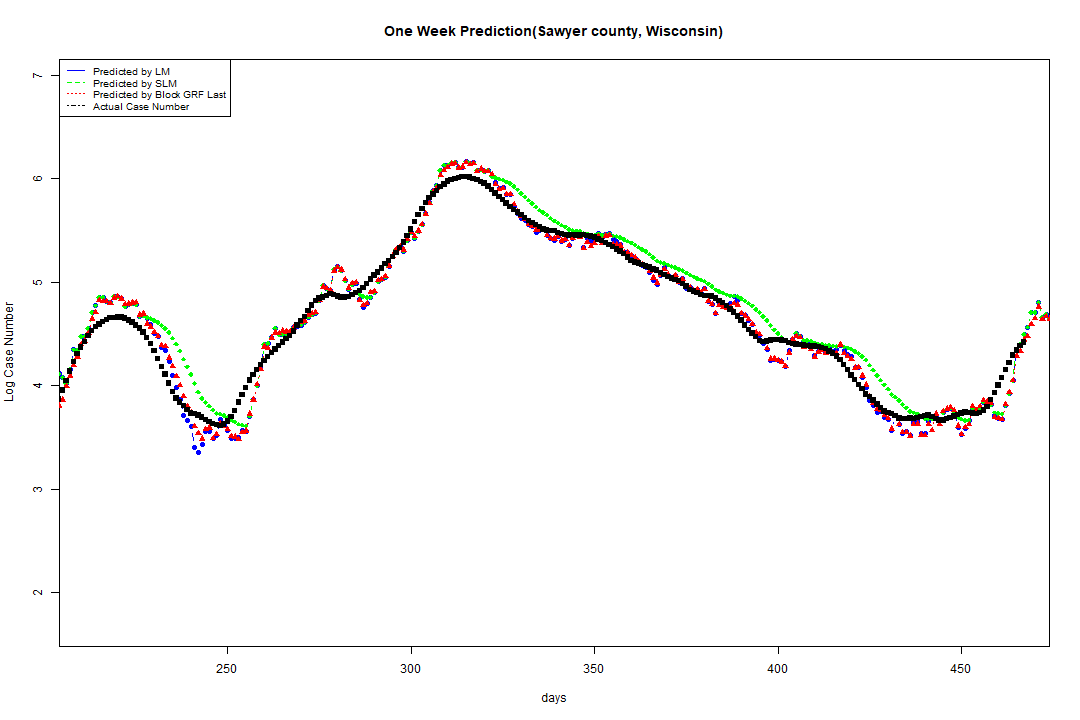 One Week Prediction(Sawyer county, Wisconsin)
Predicted by LM
Predicted by SLM
Predicted by Block GRF Last
Actual Case Number
7
6
5
4
3
2
Log Case Number
250 300 350 400 450
days